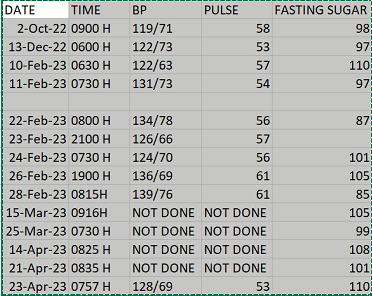 DATE TIME BP PULSE FASTING SUGAR
2-Oct-22 0900 H 119/71 58 98
13-Dec-22 0600 H 122/73 53 97
10-Feb-23 0630 H 122/63 57 110
11-Feb-23 0730 H 131/73 54 97
22-Feb-23 0800 H 134/78 56 87
23-Feb-23 2100 H 126/66 57
24-Feb-23 0730 H 124/70 56 101
26-Feb-23 1900 H 136/69 61 105
28-Feb-23 0815H 139/76 61 85
15-Mar-23 0916H NOT DONE NOT DONE 105
25-Mar-23 0730 H NOT DONE NOT DONE 99
14-Apr-23 0825 H NOT DONE NOT DONE 108
21-Apr-23 0835 H NOT DONE NOT DONE 101
23-Apr-23 0757 H 128/69 53 110